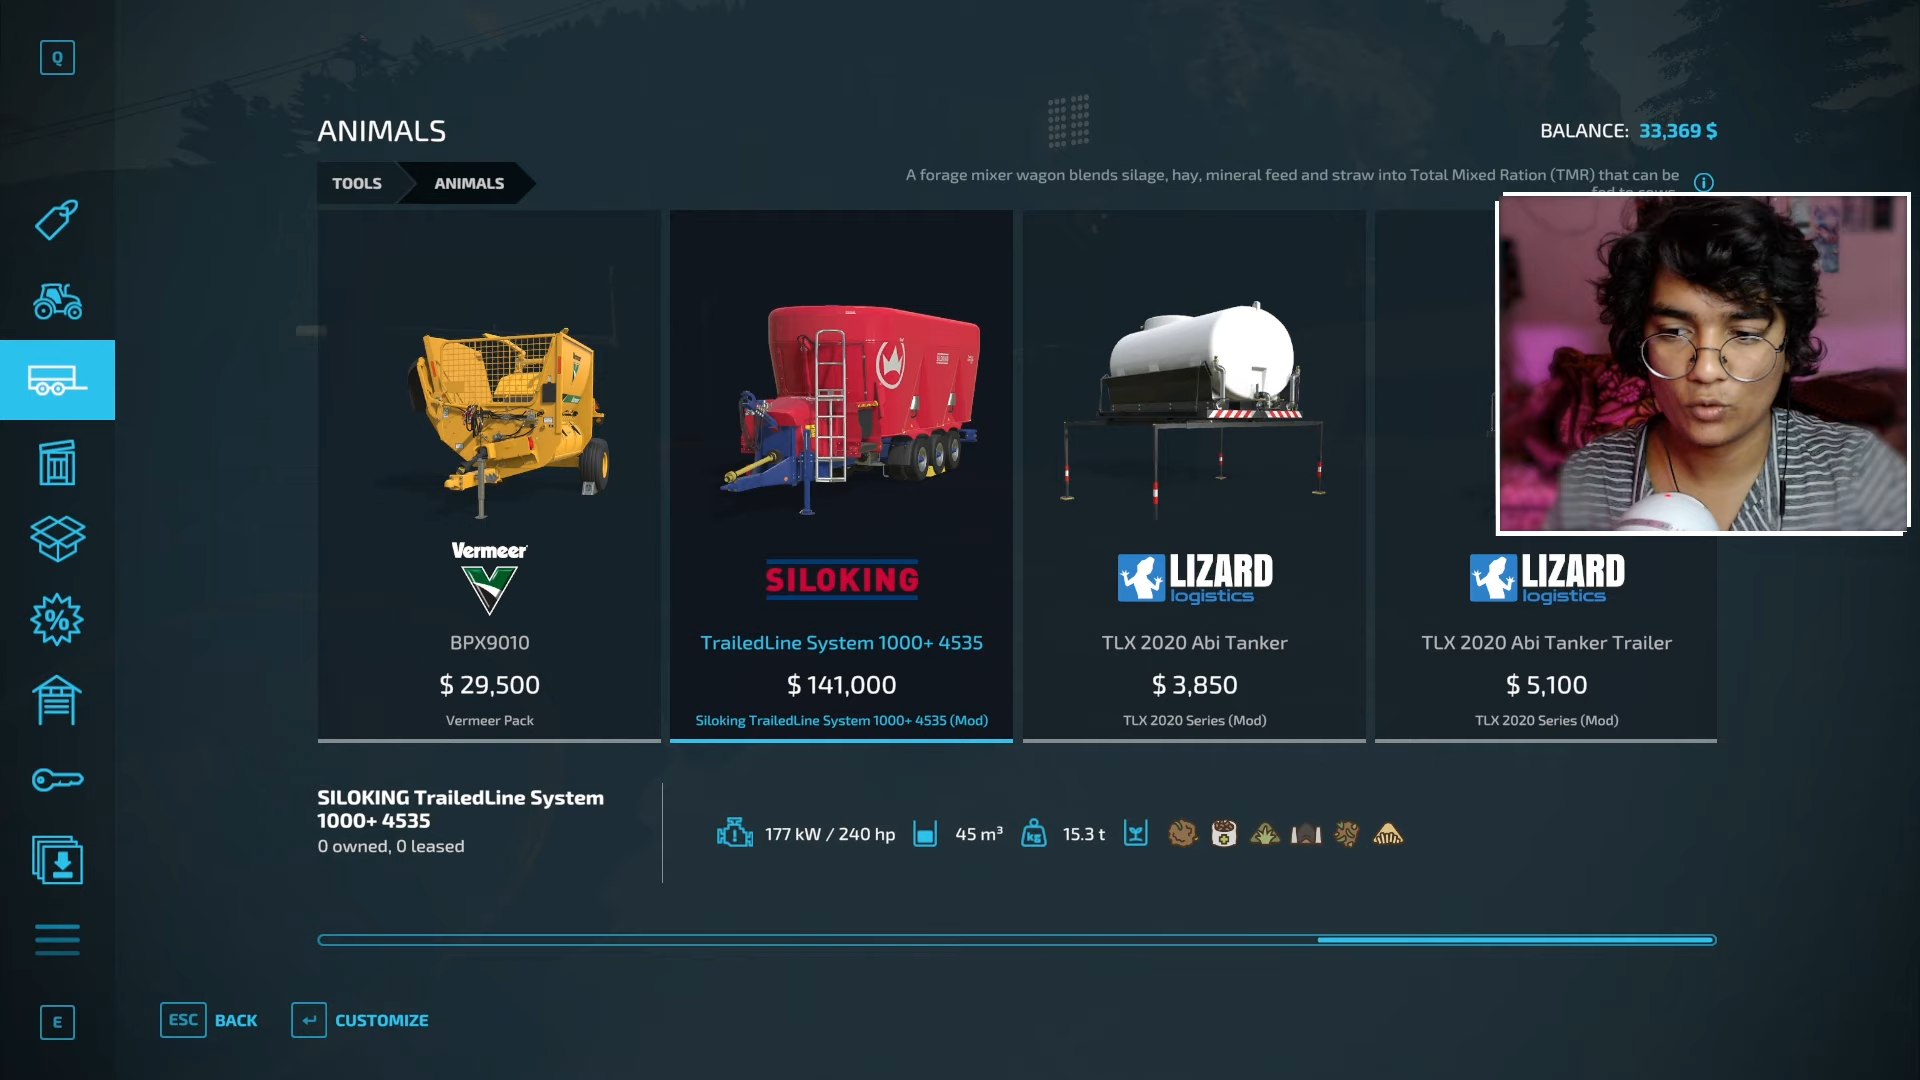 Q
ANIMALS
BALANCE: 33,369 $
TOOLS
ANIMALS
A forage mixer wagon blends silage, hay, mineral feed and straw into Total Mixed Ration (TMR) that can be
fed to cows.
Vermeer
BPX9010
$ 29,500
Vermeer Pack
SILOKING
TrailedLine System 1000+ 4535
$ 141,000
Siloking TrailedLine System 1000+ 4535 (Mod)
LIZARD
logistics
TLX 2020 Abi Tanker
$ 3,850
TLX 2020 Series (Mod)
LIZARD
logistics
TLX 2020 Abi Tanker Trailer
$ 5,100
TLX 2020 Series (Mod)
SILOKING TrailedLine System
1000+ 4535
0 owned, 0 leased
177 kW / 240 hp
45 m³
kg
15.3 t
E
ESC BACK
CUSTOMIZE